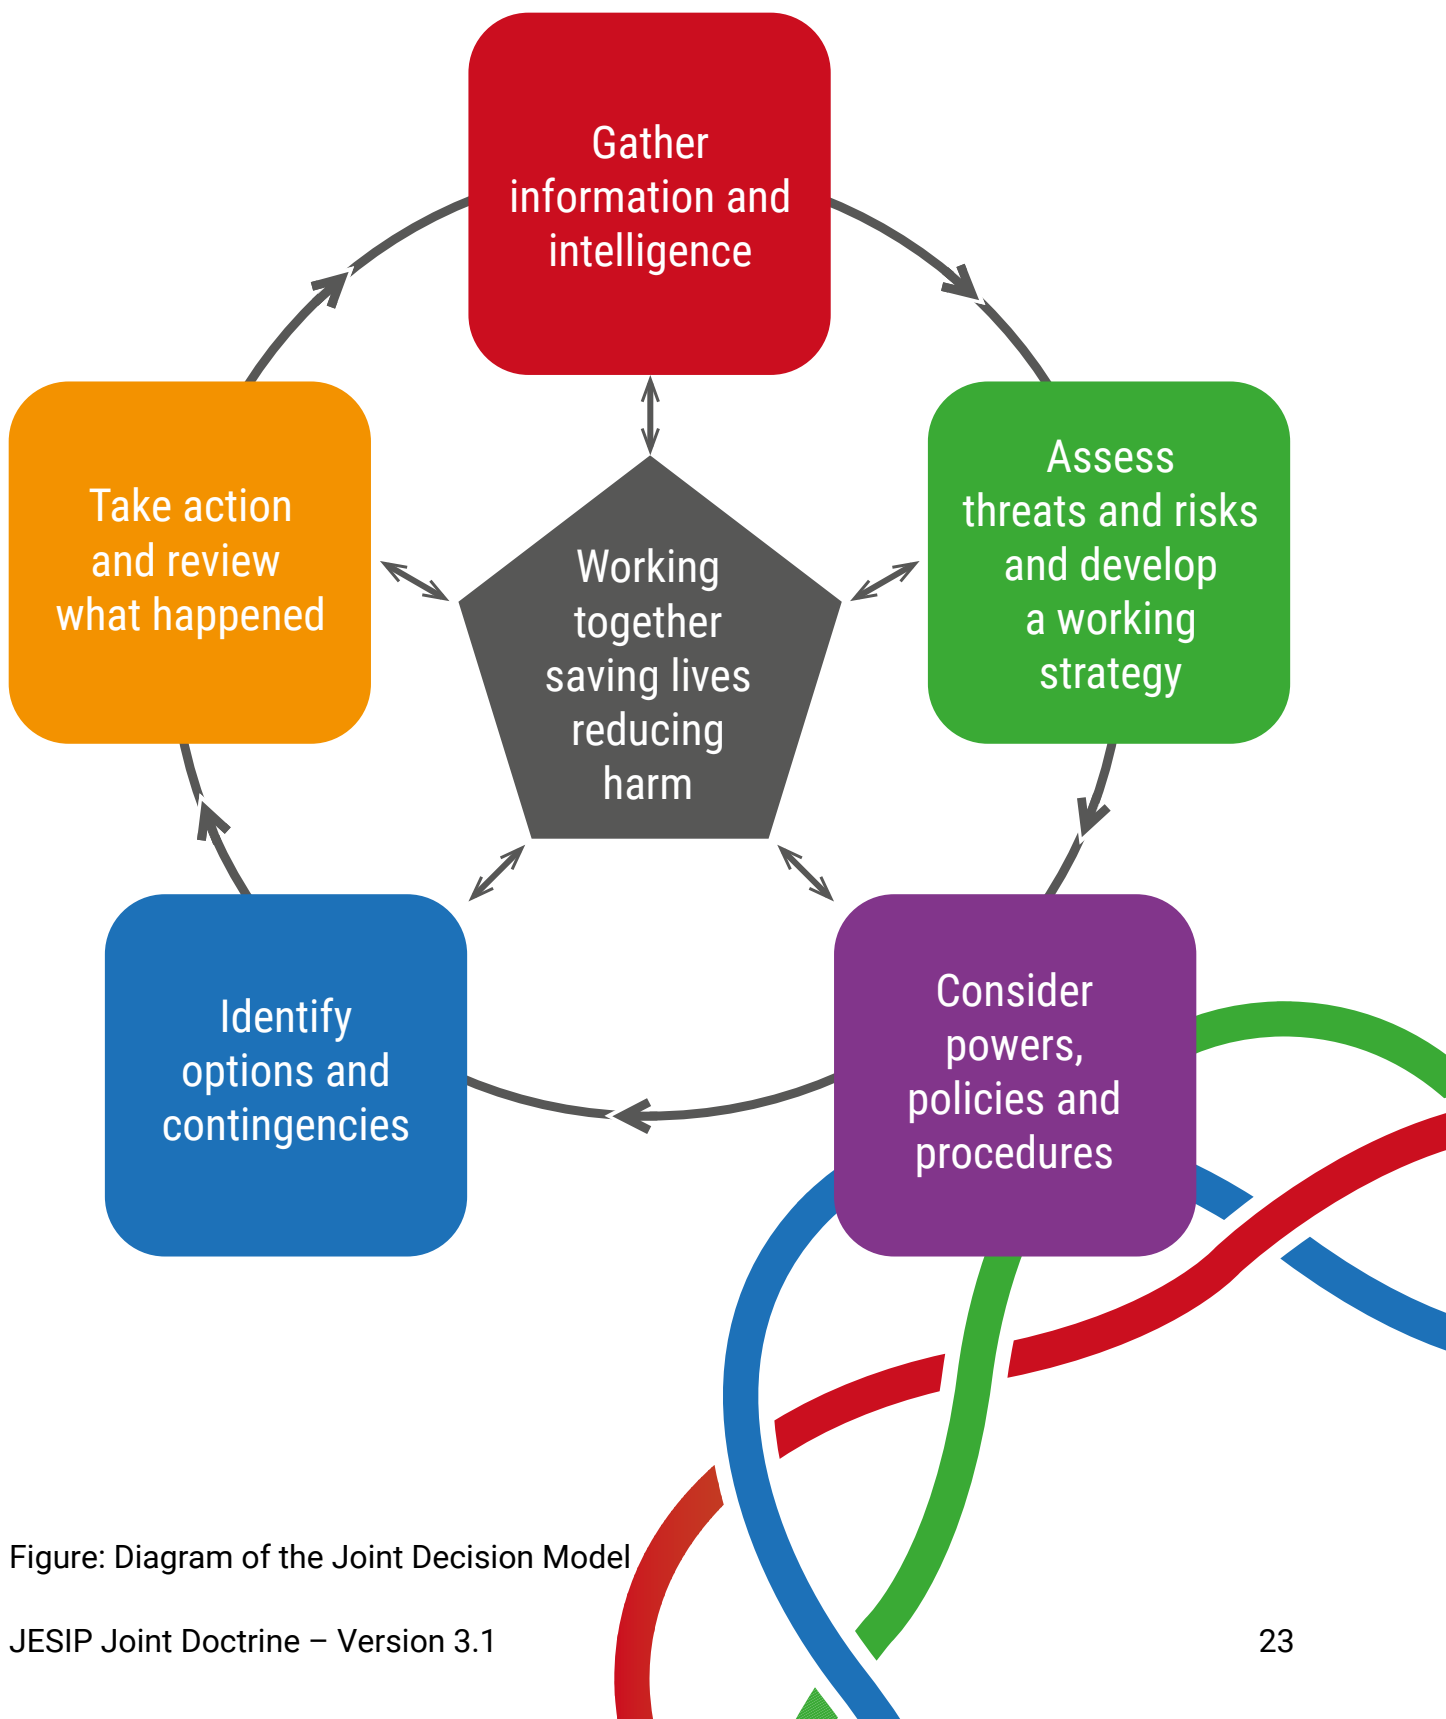 Gather
information and
intelligence
Assess
threats and risks
and develop
a working
strategy
Take action
and review
what happened
Working
together
saving lives
reducing
harm
Identify
options and
contingencies
Consider
powers,
policies and
procedures
Figure: Diagram of the Joint Decision Model
JESIP Joint Doctrine – Version 3.1 23